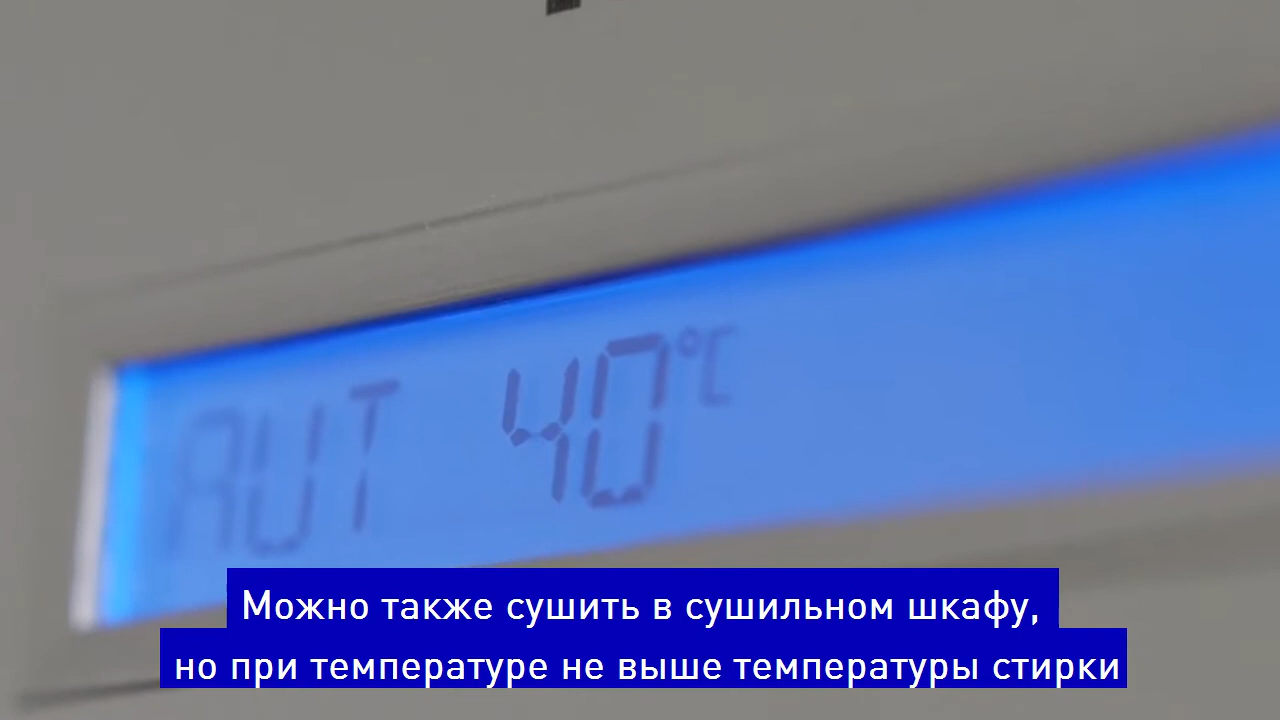 AUT 40°C
Можно также сушить в сушильном шкафу,
но при температуре не выше температуры стирки